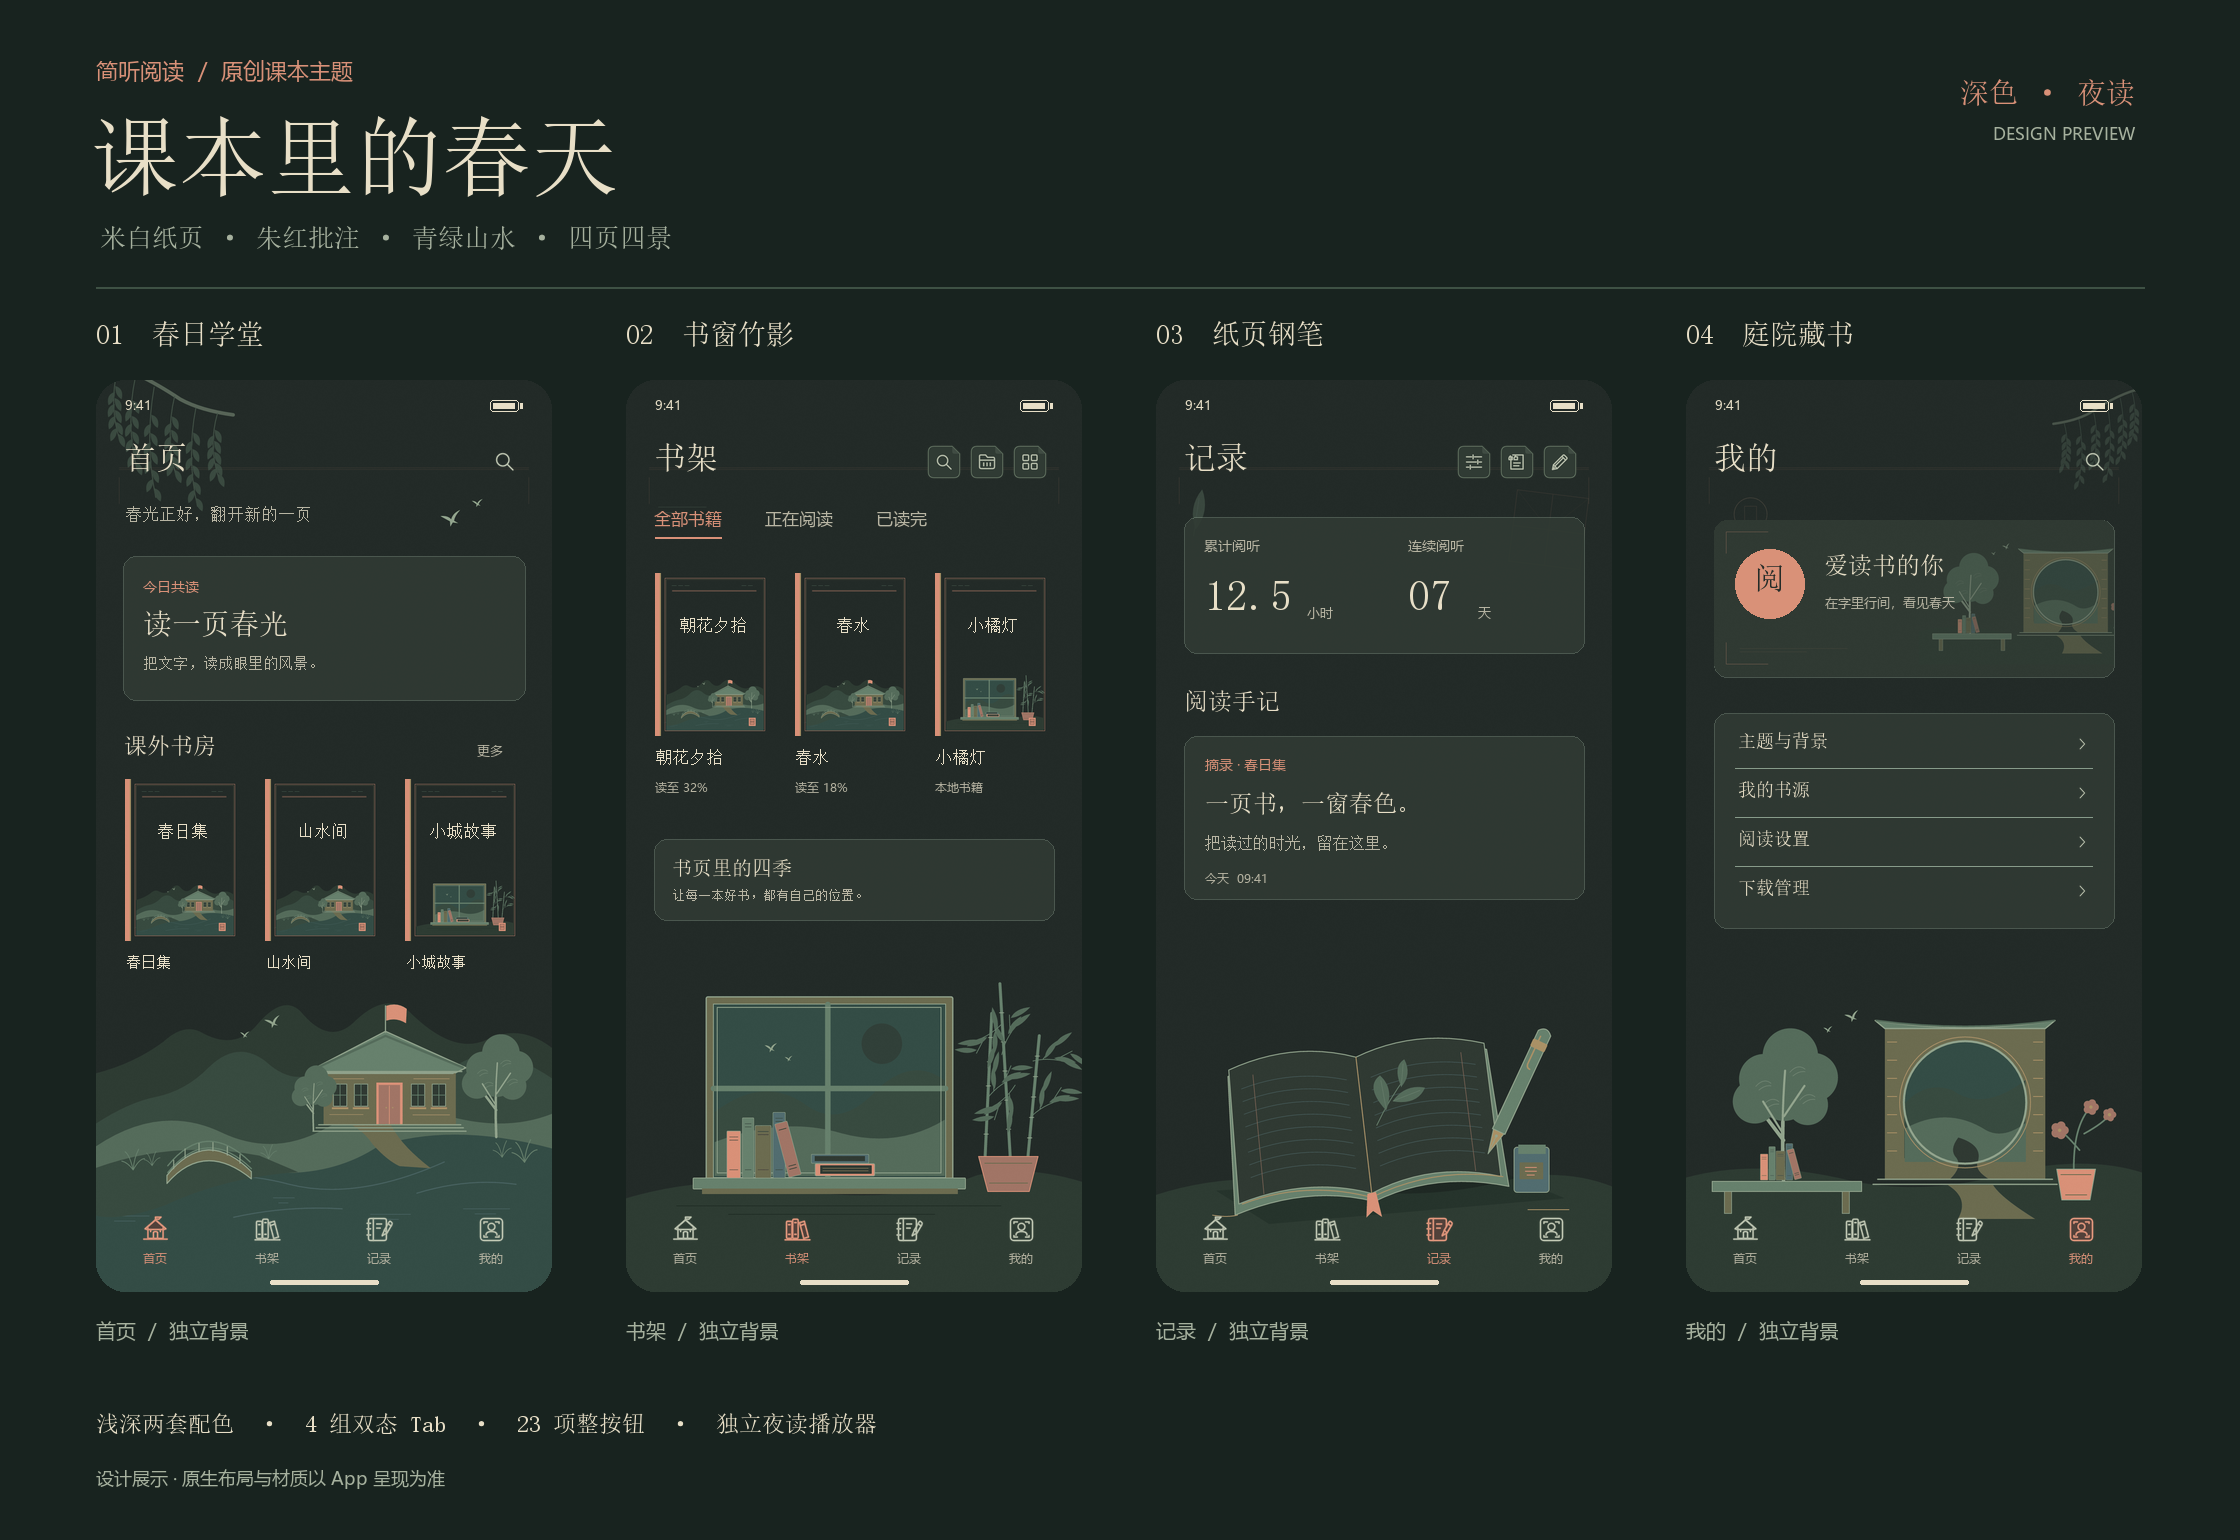 简听阅读 / 原创课本主题
课本里的春天
米白纸页 • 朱红批注 • 青绿山水 • 四页四景
深色 • 夜读
DESIGN PREVIEW
01 春日学堂
9:41
首页
春光正好，翻开新的一页
今日共读
读一页春光
把文字，读成眼里的风景。
课外书房
更多
春日集
山水间
小城故事
春日集
山水间
小城故事
首页
书架
记录
我的
首页 / 独立背景
02 书窗竹影
9:41
书架
全部书籍
正在阅读
已读完
朝花夕拾
春水
小橘灯
朝花夕拾
春水
小橘灯
读至 32%
读至 18%
本地书籍
书页里的四季
让每一本好书，都有自己的位置。
首页
书架
记录
我的
书架 / 独立背景
03 纸页钢笔
9:41
记录
累计阅听
连续阅听
12.5 小时
07 天
阅读手记
摘录 · 春日集
一页书，一窗春色。
把读过的时光，留在这里。
今天 09:41
首页
书架
记录
我的
记录 / 独立背景
04 庭院藏书
9:41
我的
阅
爱读书的你
在字里行间，看见春天
主题与背景
我的书源
阅读设置
下载管理
首页
书架
记录
我的
我的 / 独立背景
浅深两套配色 • 4 组双态 Tab • 23 项整按钮 • 独立夜读播放器
设计展示 · 原生布局与材质以 App 呈现为准